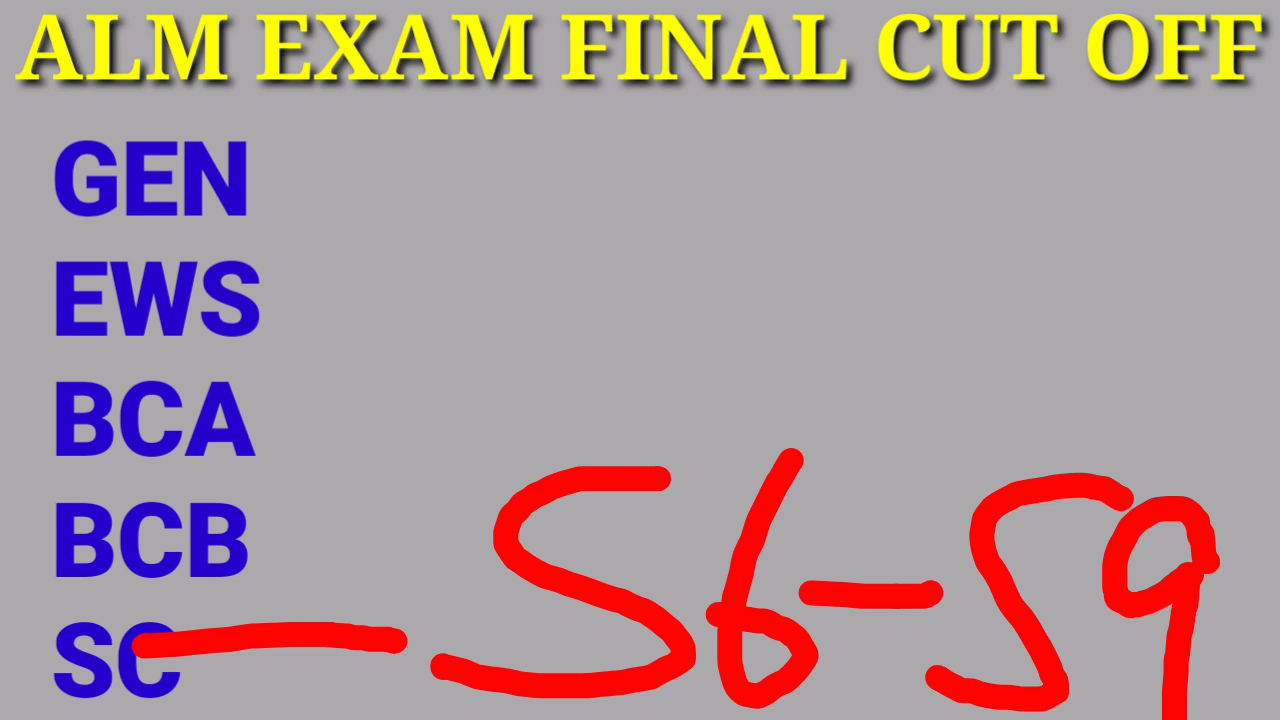 ALM EXAM FINAL CUT OFF
GEN
EWS
BCA
BCB
SC — 56-59